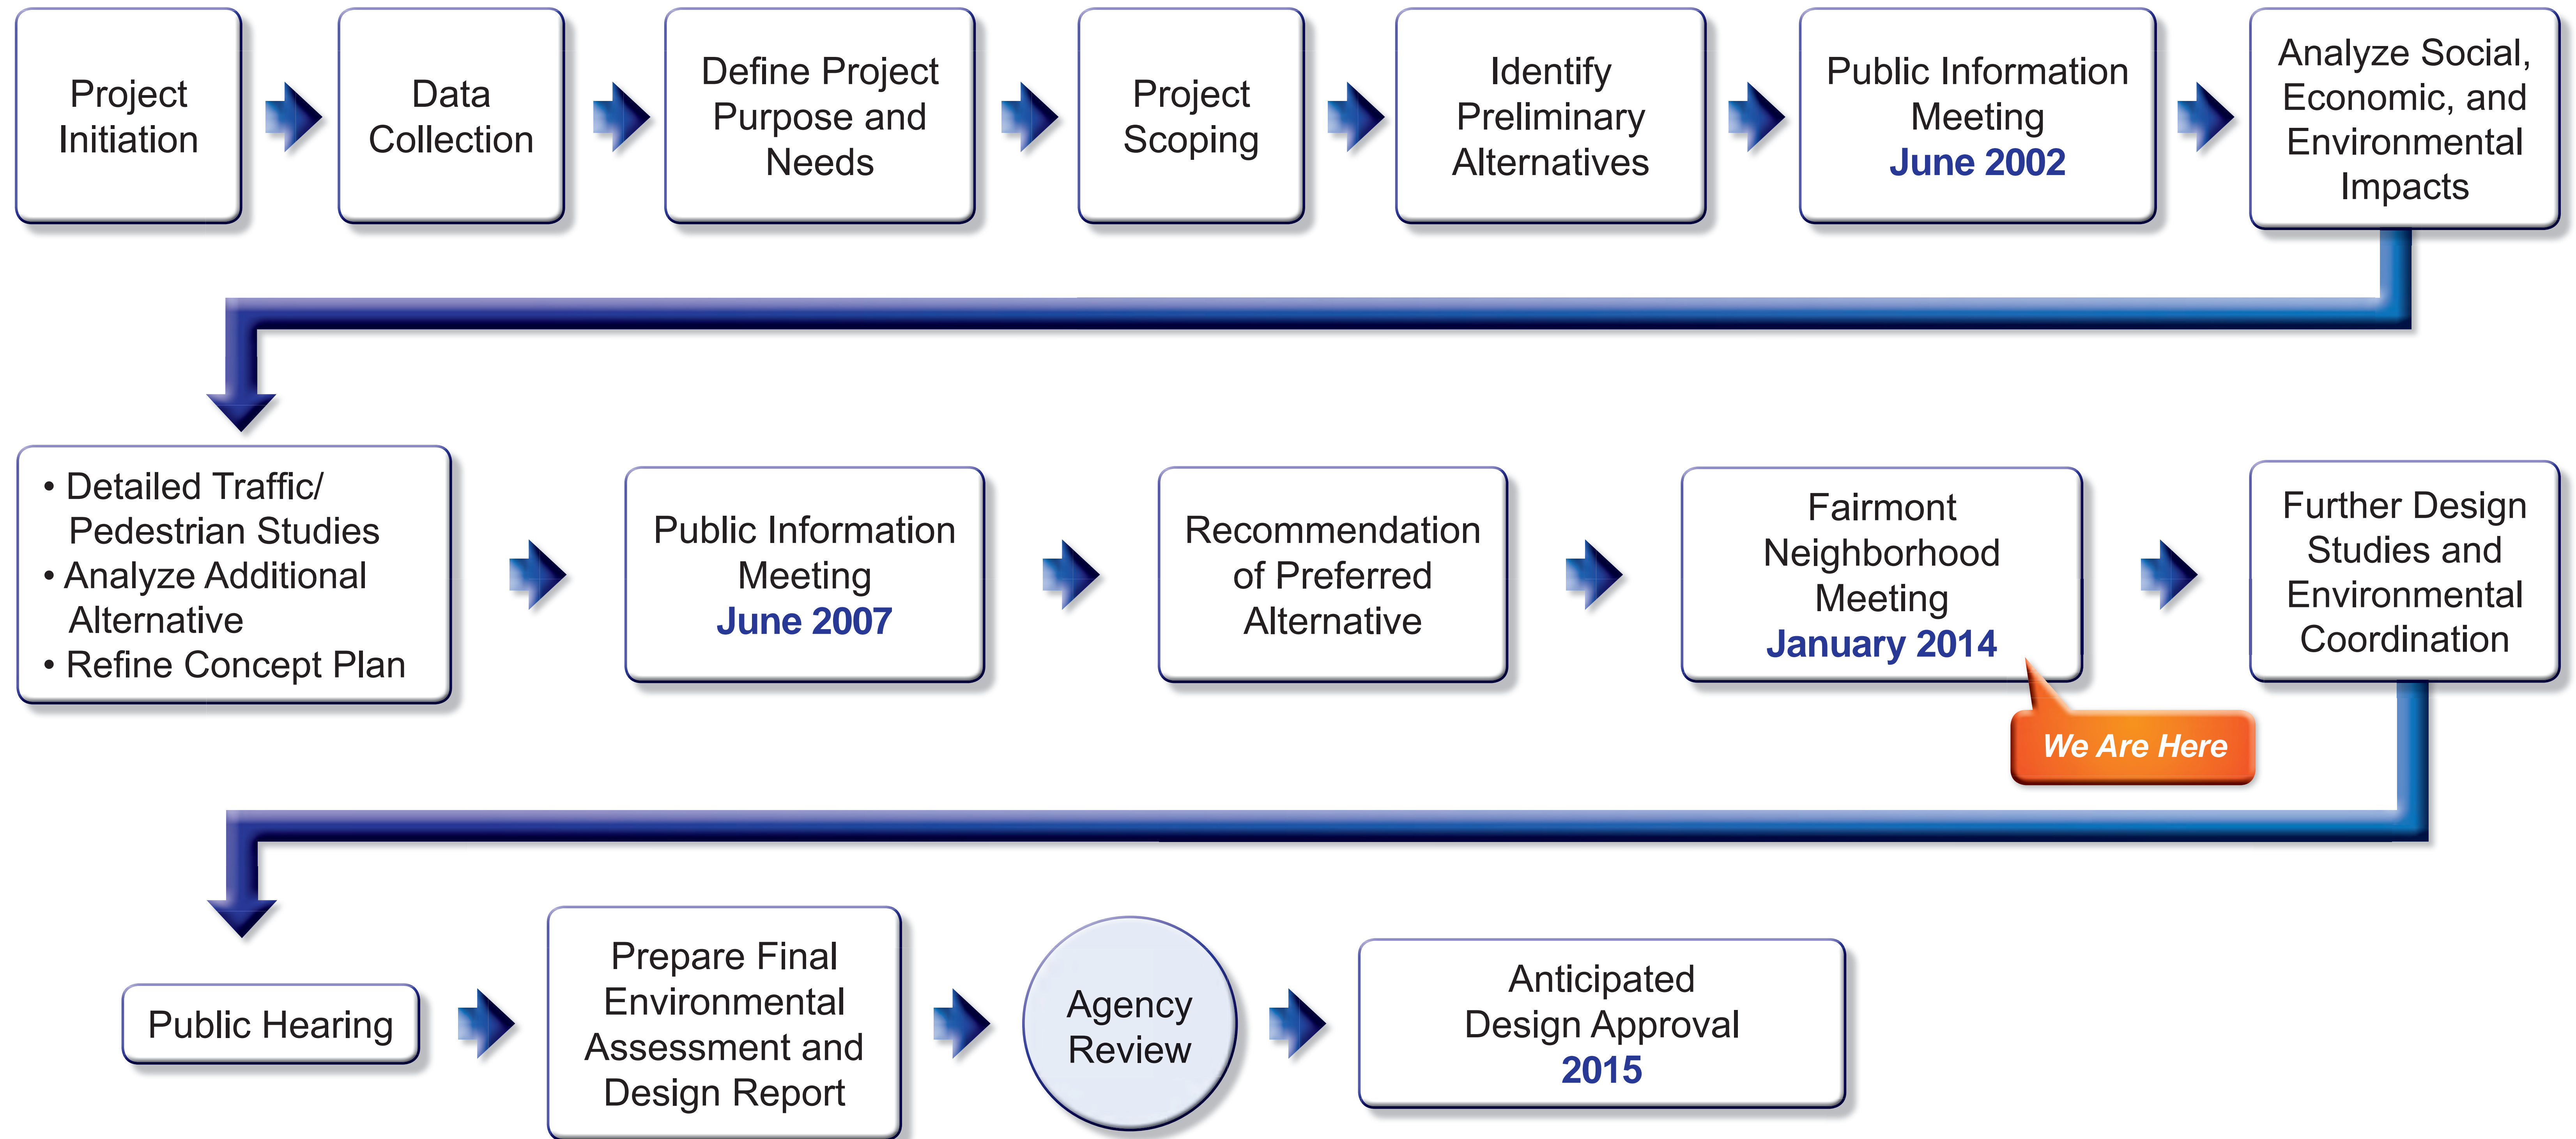 Project
Initiation
Data
Collection
Define Project
Purpose and
Needs
Project
Scoping
Identify
Preliminary
Alternatives
Public Information
Meeting
June 2002
Analyze Social,
Economic, and
Environmental
Impacts
• Detailed Traffic/
Pedestrian Studies
• Analyze Additional
Alternative
• Refine Concept Plan
Public Information
Meeting
June 2007
Recommendation
of Preferred
Alternative
Fairmont
Neighborhood
Meeting
January 2014
We Are Here
Further Design
Studies and
Environmental
Coordination
Public Hearing
Prepare Final
Environmental
Assessment and
Design Report
Agency
Review
Anticipated
Design Approval
2015